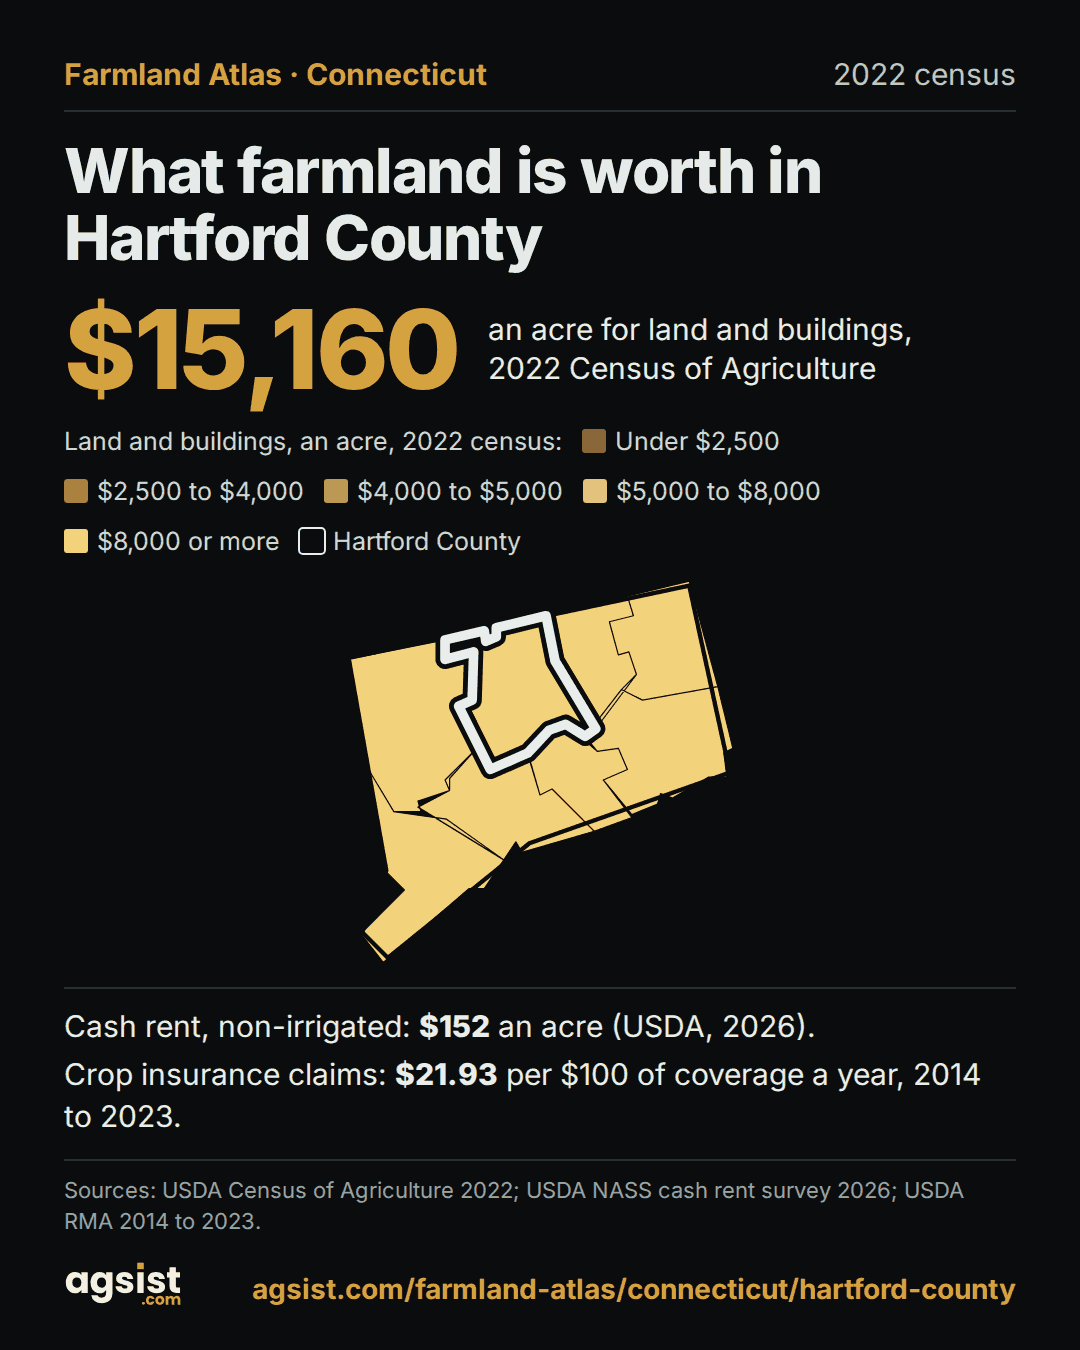 Farmland Atlas · Connecticut
2022 census
What farmland is worth in
Hartford County
$15,160
an acre for land and buildings,
2022 Census of Agriculture
Land and buildings, an acre, 2022 census: Under $2,500
$2,500 to $4,000 $4,000 to $5,000 $5,000 to $8,000
$8,000 or more Hartford County
Cash rent, non-irrigated: $152 an acre (USDA, 2026).
Crop insurance claims: $21.93 per $100 of coverage a year, 2014
to 2023.
Sources: USDA Census of Agriculture 2022; USDA NASS cash rent survey 2026; USDA
RMA 2014 to 2023.
agsist
.com
agsist.com/farmland-atlas/connecticut/hartford-county